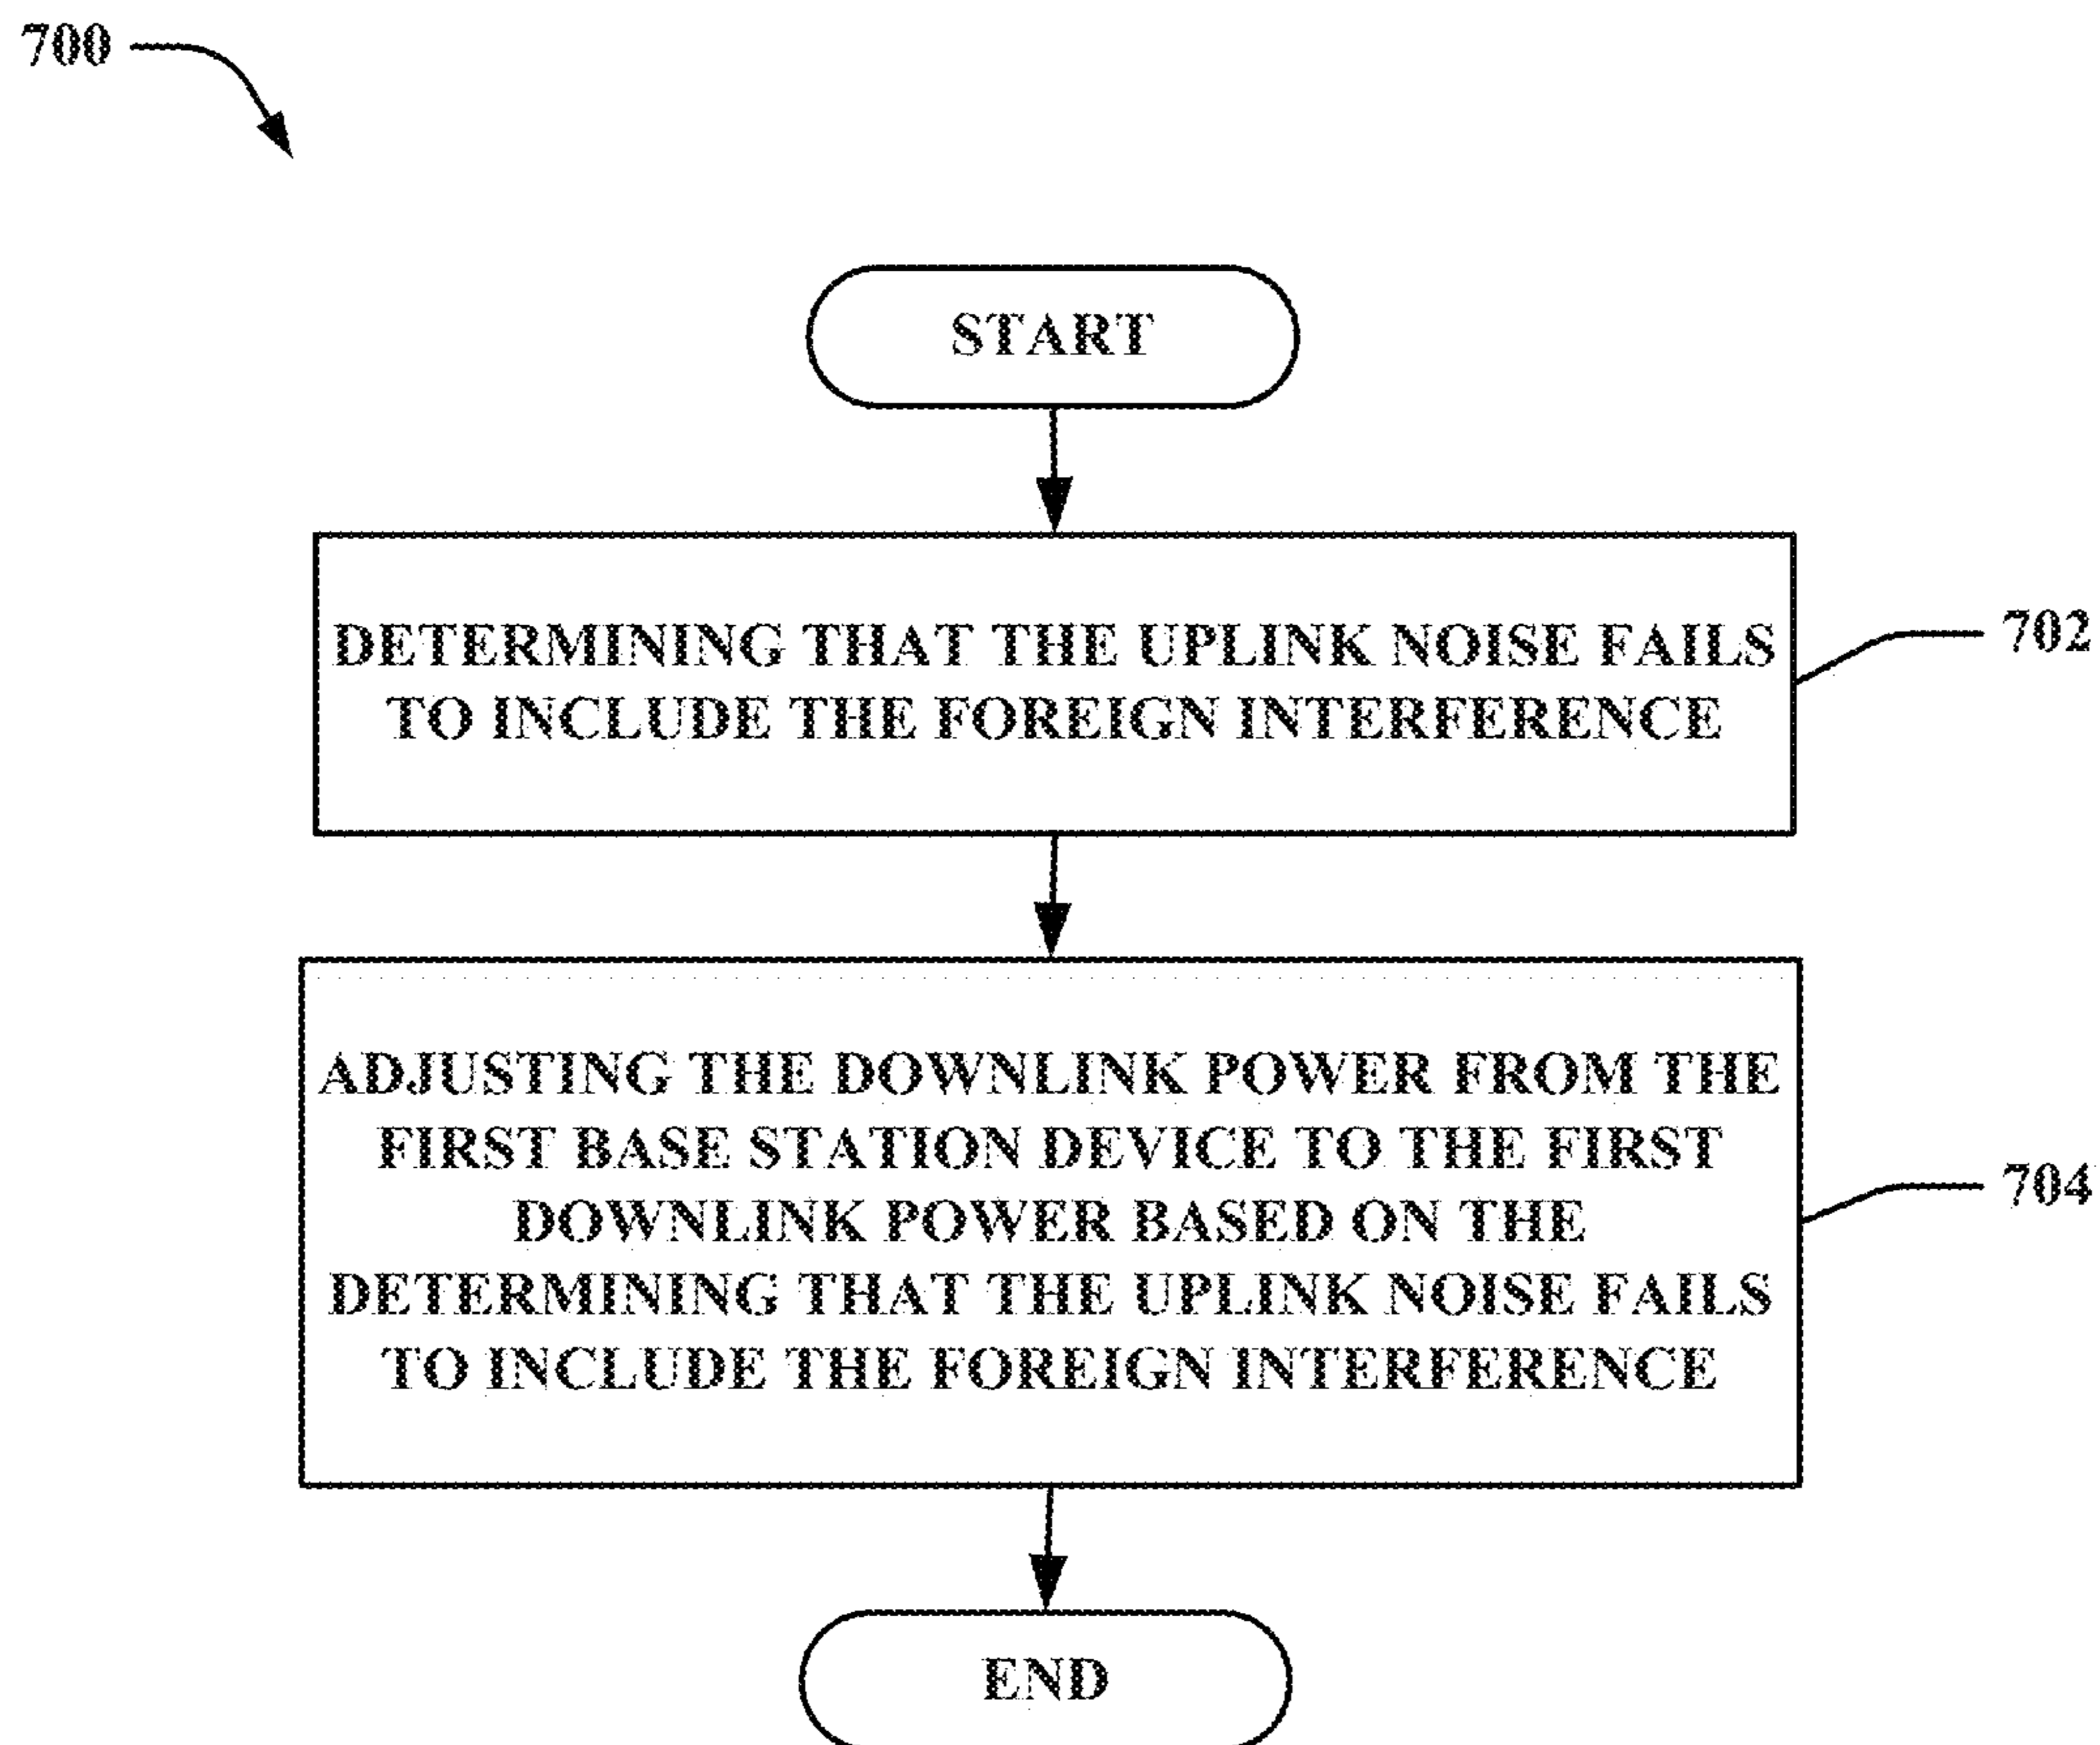 700
START
DETERMINING THAT THE UPLINK NOISE FAILS
TO INCLUDE THE FOREIGN INTERFERENCE
702
ADJUSTING THE DOWNLINK POWER FROM THE
FIRST BASE STATION DEVICE TO THE FIRST
DOWNLINK POWER BASED ON THE
DETERMINING THAT THE UPLINK NOISE FAILS
TO INCLUDE THE FOREIGN INTERFERENCE
704
END